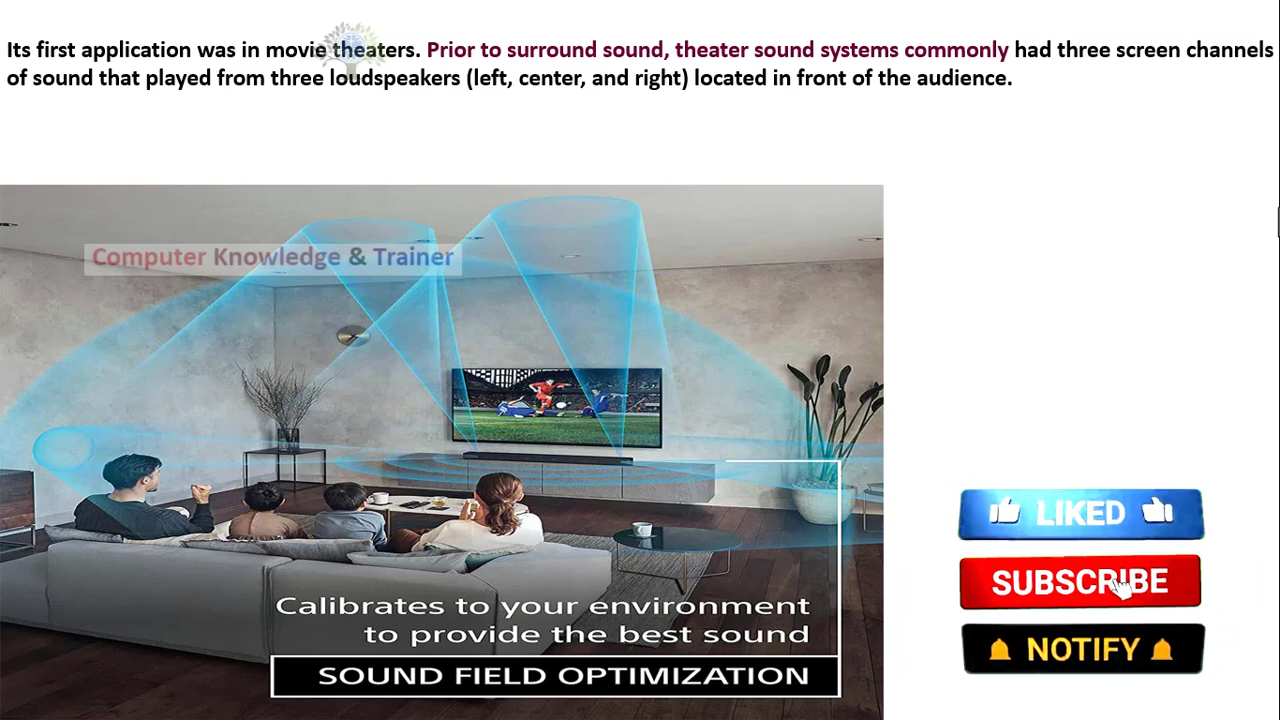 Its first application was in movie theaters. Prior to surround sound, theater sound systems commonly had three screen channels
of sound that played from three loudspeakers (left, center, and right) located in front of the audience.
Computer Knowledge & Trainer
Calibrates to your environment
to provide the best sound
SOUND FIELD OPTIMIZATION
LIKED
SUBSCRIBE
NOTIFY